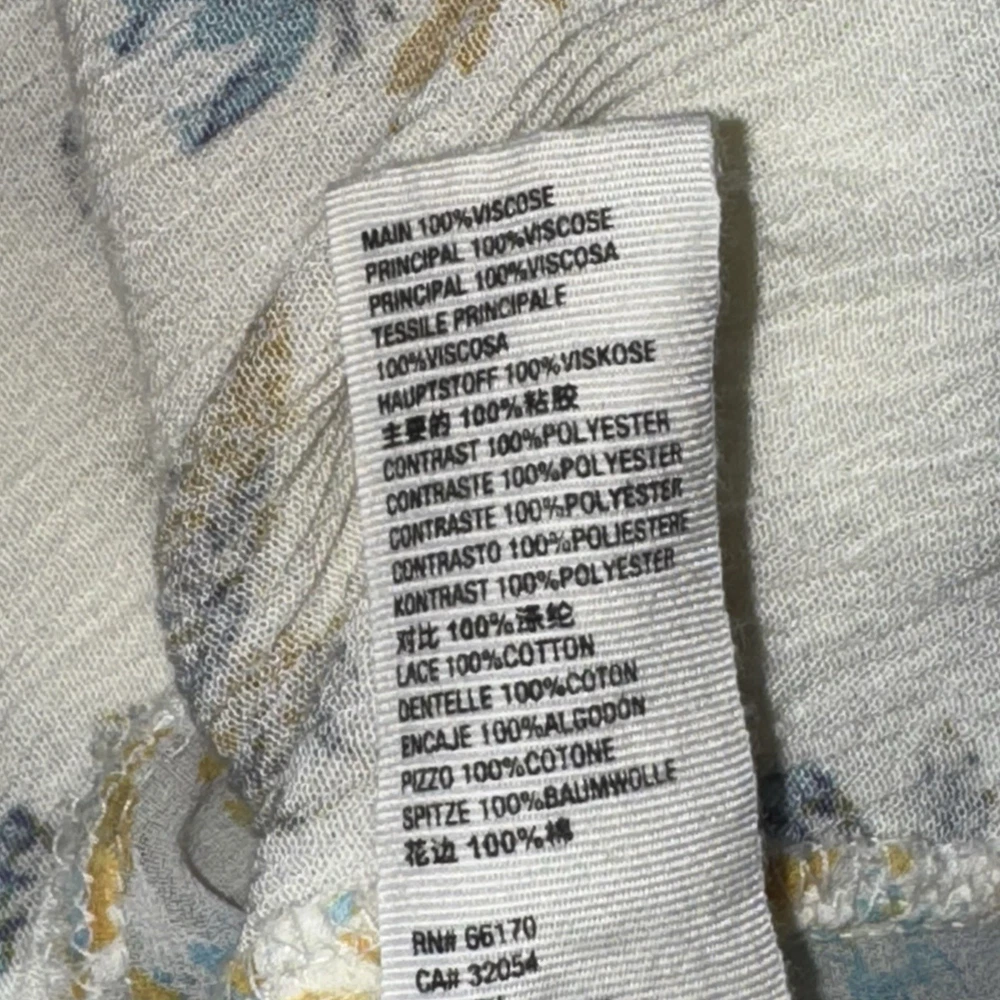 MAIN 100%VISCOSE
PRINCIPAL 100%VISCOSE
PRINCIPAL 100%VISCOSA
TESSILE PRINCIPALE
100%VISCOSA
HAUPTSTOFF 100%VISKOSE
主要的 100%粘胶
CONTRAST 100%POLYESTER
CONTRASTE 100%POLYESTER
CONTRASTE 100%POLYESTER
CONTRASTO 100%POLIESTERE
KONTRAST 100%POLYESTER
对比 100%涤纶
LACE 100%COTTON
DENTELLE 100%COTON
ENCAJE 100%ALGODON
PIZZO 100%COTONE
SPITZE 100%BAUMWOLLE
花边 100%棉
RN# 66170
CA# 32054